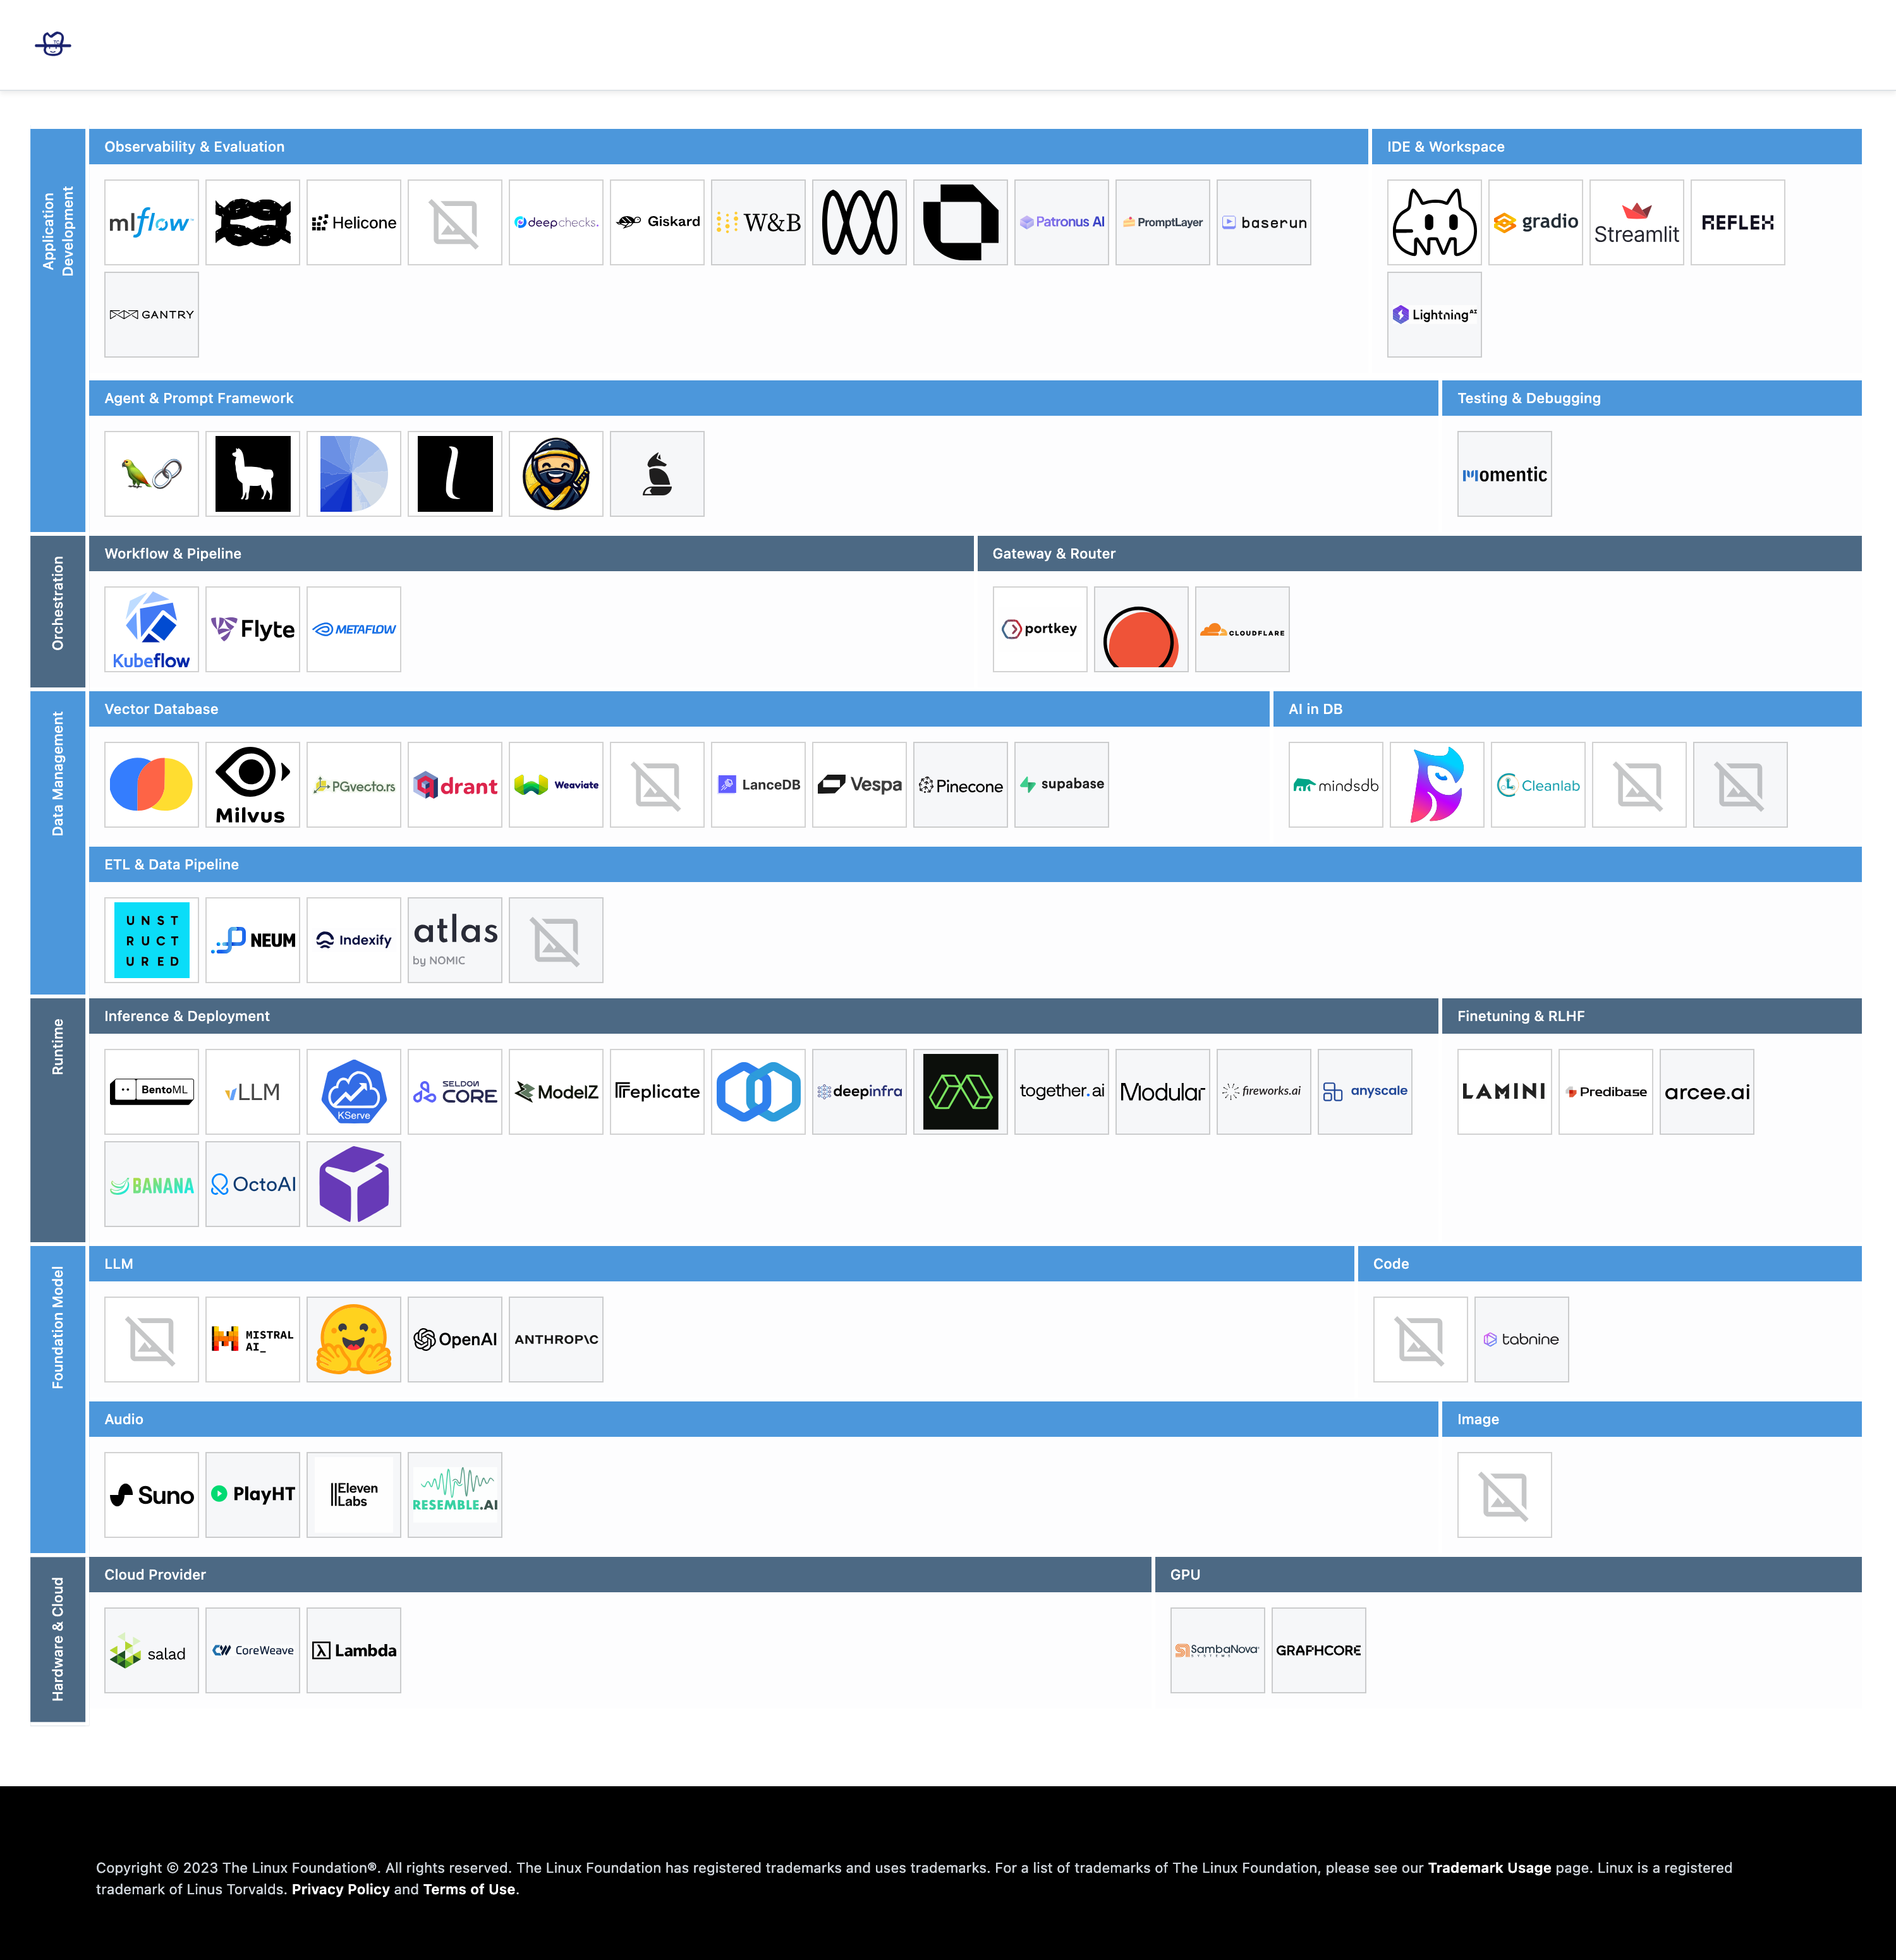 Application
Development
Observability & Evaluation
IDE & Workspace
mlflow
Helicone
deepchecks.
Giskard
W&B
Patronus AI
PromptLayer
baserun
NVI
gradio
Streamlit
REFLEX
GANTRY
Lightning AI
Agent & Prompt Framework
Testing & Debugging
momentic
Orchestration
Workflow & Pipeline
Gateway & Router
Kubeflow
Flyte
METAFLOW
portkey
CLOUDFLARE
Data Management
Vector Database
AI in DB
Milvus
PGvecto.rs
qdrant
Weaviate
LanceDB
Vespa
Pinecone
supabase
mindsdb
Cleanlab
ETL & Data Pipeline
UNST
RUCT
URED
NEUM
Indexify
atlas
by NOMIC
Runtime
Inference & Deployment
Finetuning & RLHF
BentoML
vLLM
KServe
SELDON
CORE
ModelZ
Replicate
deepinfra
together.ai
Modular
fireworks.ai
anyscale
LAMINI
Predibase
arcee.ai
BANANA
OctoAI
Foundation Model
LLM
Code
MISTRAL
AI_
OpenAI
ANTHROP\C
tabnine
Audio
Image
Suno
PlayHT
IIEleven
Labs
RESEMBLE.AI
Hardware & Cloud
Cloud Provider
GPU
salad
CoreWeave
Lambda
SambaNova
SYSTEMS
GRAPHCORE
Copyright © 2023 The Linux Foundation®. All rights reserved. The Linux Foundation has registered trademarks and uses trademarks. For a list of trademarks of The Linux Foundation, please see our Trademark Usage page. Linux is a registered
trademark of Linus Torvalds. Privacy Policy and Terms of Use.